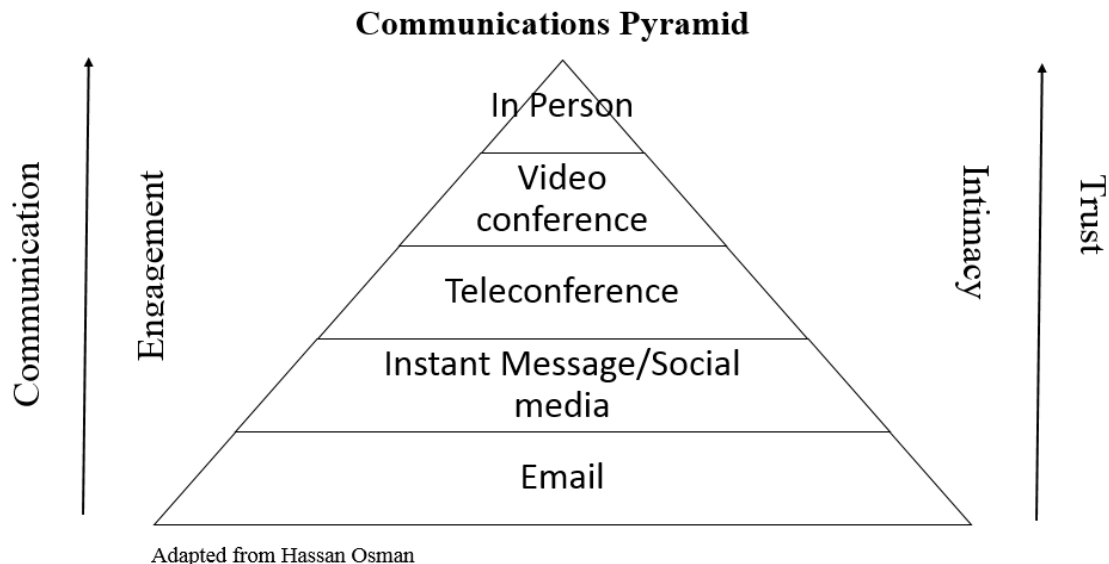 Communications Pyramid
In Person
Video
conference
Teleconference
Instant Message/Social
media
Email
Communication
Engagement
Intimacy
Trust
Adapted from Hassan Osman